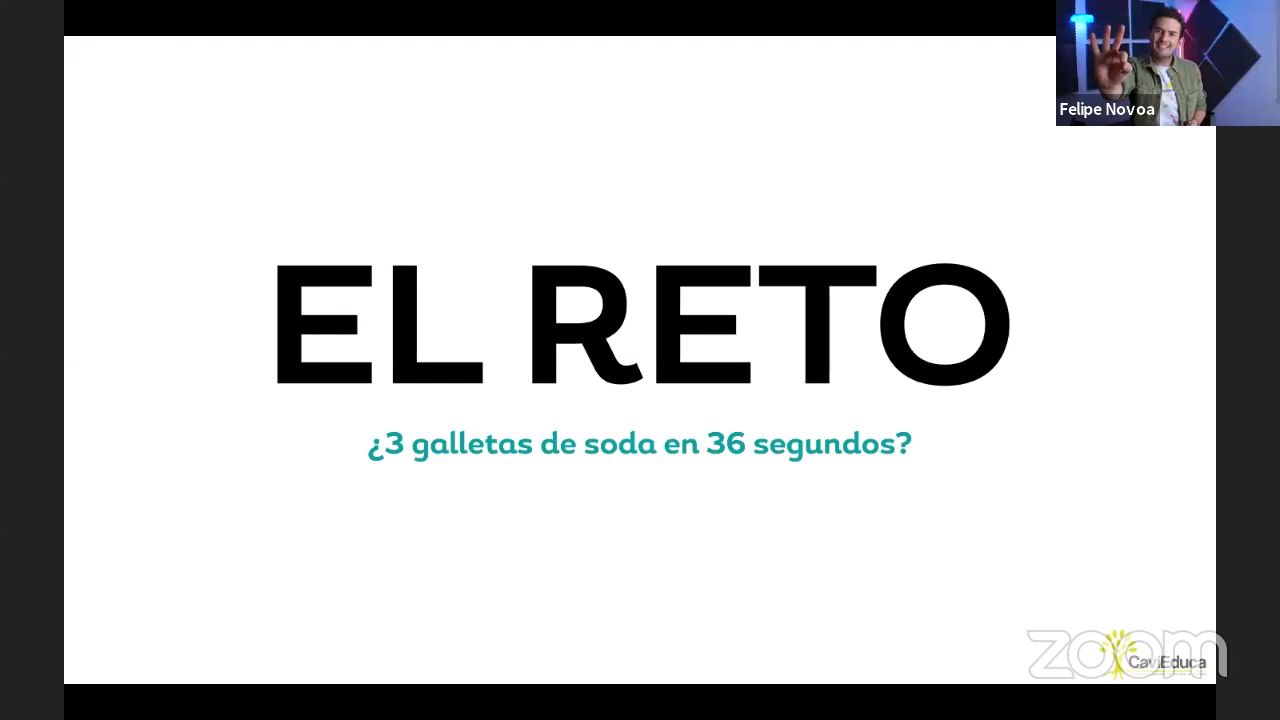 Felipe Novoa
EL RETO
¿3 galletas de soda en 36 segundos?
zoom
CaviEduca